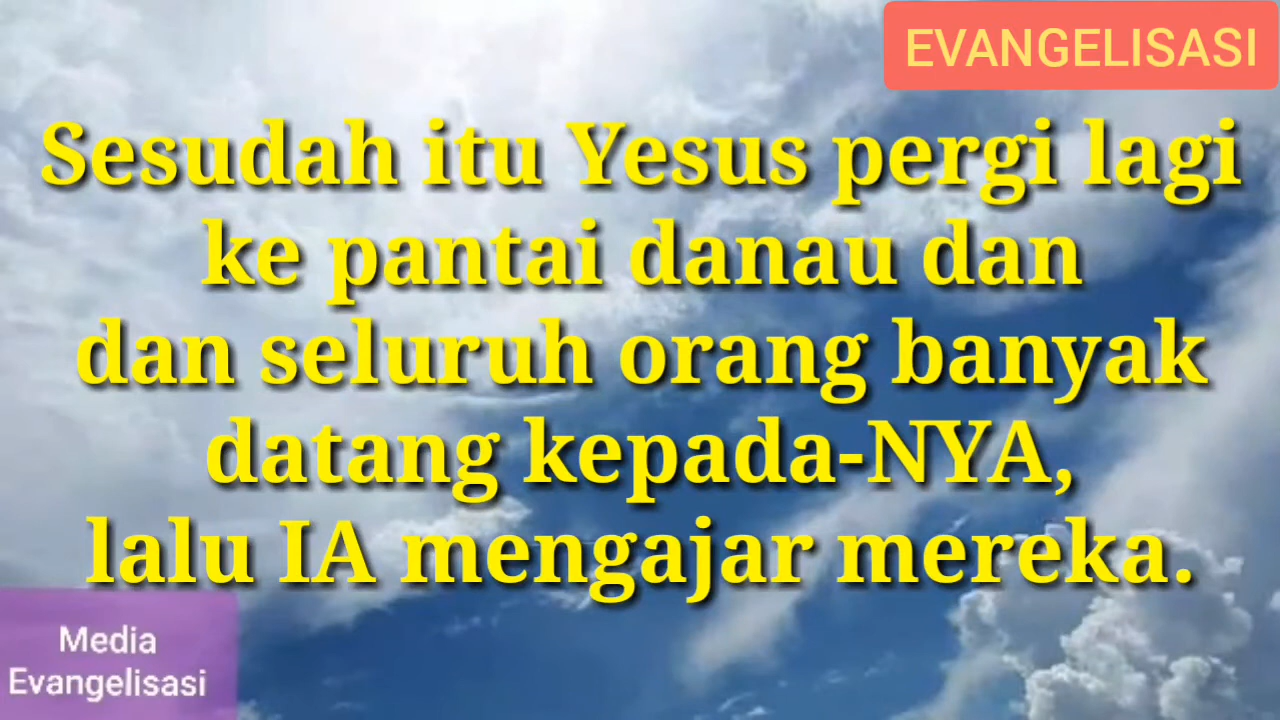 EVANGELISASI
Sesudah itu Yesus pergi lagi
ke pantai danau dan
dan seluruh orang banyak
datang kepada-NYA,
lalu IA mengajar mereka.
Media
Evangelisasi